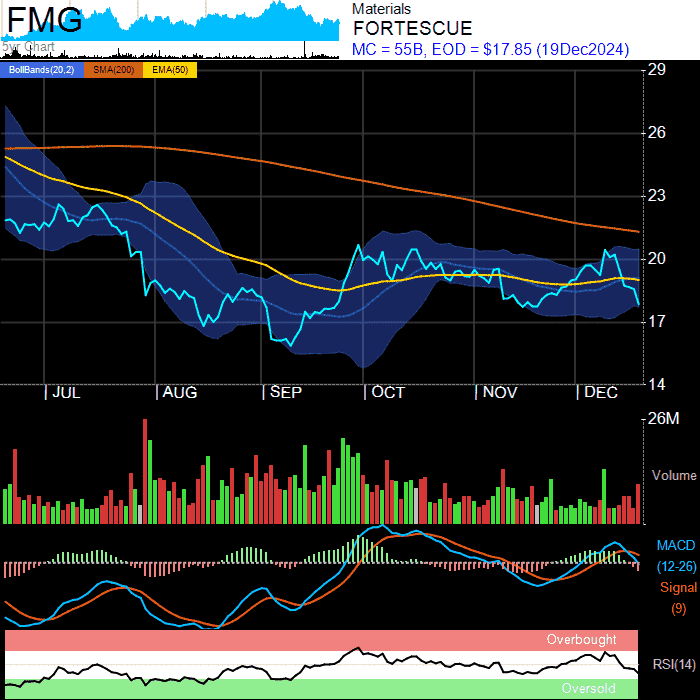 FMG
5yr Chart
Materials
FORTESCUE
MC = 55B, EOD = $17.85 (19Dec2024)
BollBands(20,2) SMA(200) EMA(50)
29
26
23
20
17
14
JUL AUG SEP OCT NOV DEC
26M
Volume
MACD
(12-26)
Signal
(9)
Overbought
RSI(14)
Oversold